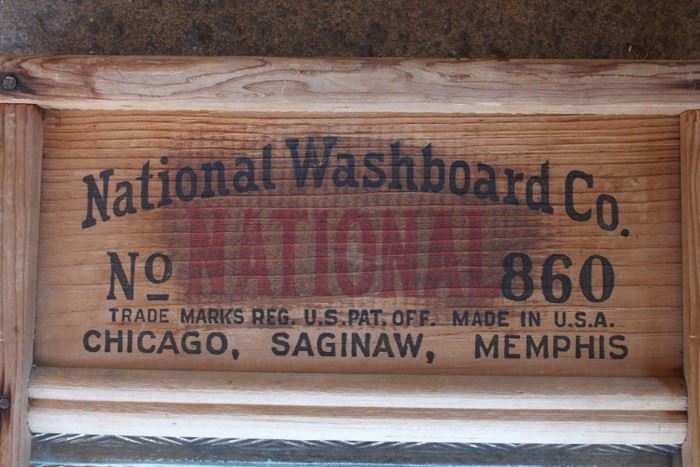 National Washboard Co.
No NATIONAL 860
TRADE MARKS REG. U.S.PAT.OFF. MADE IN U.S.A.
CHICAGO, SAGINAW, MEMPHIS